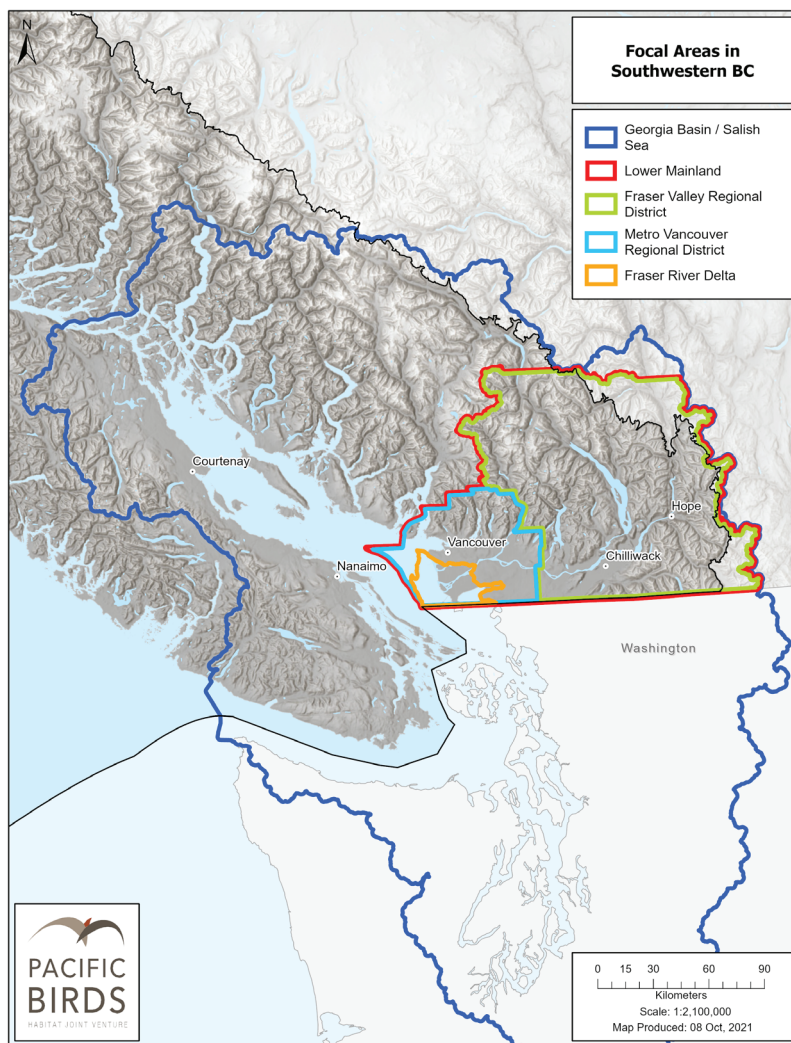 N
Focal Areas in
Southwestern BC
Georgia Basin / Salish
Sea
Lower Mainland
Fraser Valley Regional
District
Metro Vancouver
Regional District
Fraser River Delta
Courtenay
Hope
Vancouver
Chilliwack
Nanaimo
Washington
PACIFIC
BIRDS
HABITAT JOINT VENTURE
0 15 30 60 90
Kilometers
Scale: 1:2,100,000
Map Produced: 08 Oct, 2021